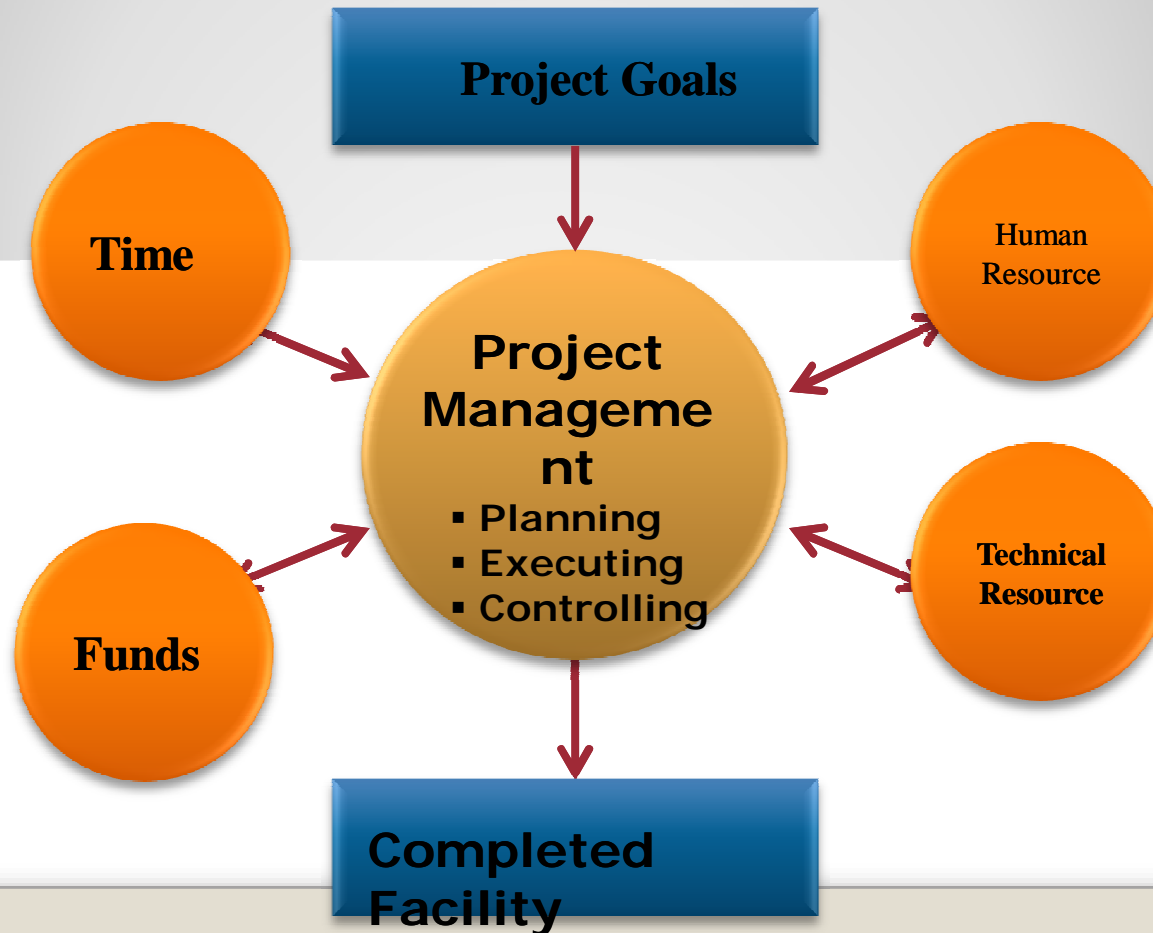 Project Goals
Time
Human
Resource
Project
Manageme
nt
▪ Planning
▪ Executing
▪ Controlling
Technical
Resource
Funds
Completed
Facility